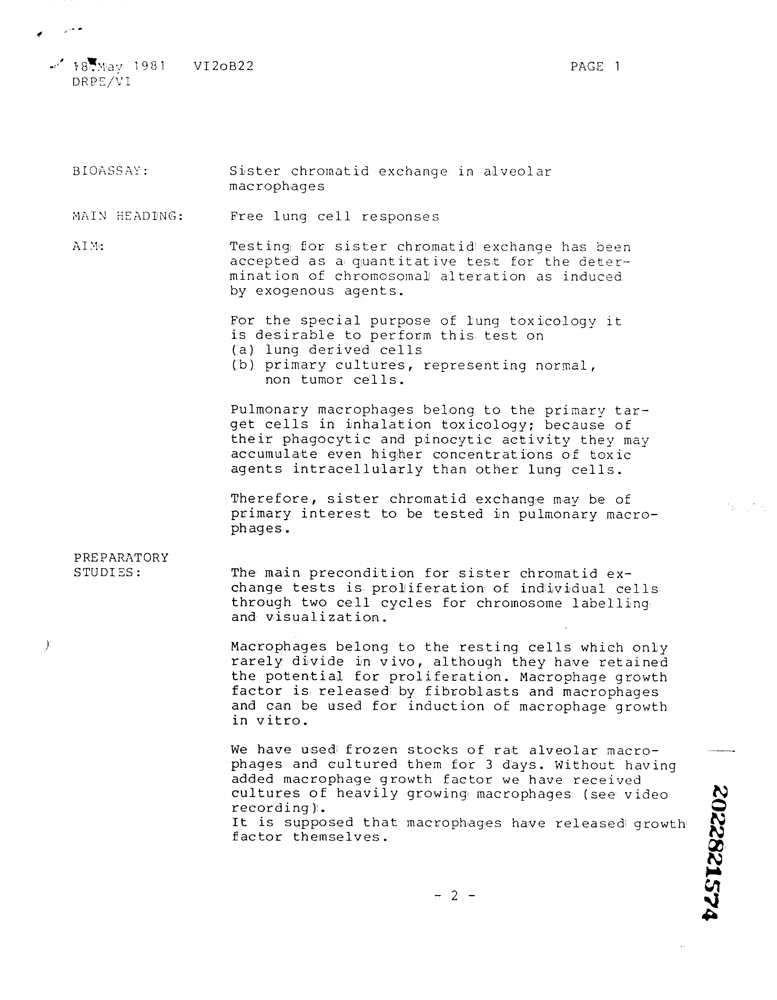 18 May 1981 VI2oB22 PAGE 1
DRPE/VI
BIOASSAY: Sister chromatid exchange in alveolar
macrophages
MAIN HEADING: Free lung cell responses
AIM: Testing for sister chromatid exchange has been
accepted as a quantitative test for the deter-
mination of chromosomal alteration as induced
by exogenous agents.
For the special purpose of lung toxicology it
is desirable to perform this test on
(a) lung derived cells
(b) primary cultures, representing normal,
non tumor cells.
Pulmonary macrophages belong to the primary tar-
get cells in inhalation toxicology; because of
their phagocytic and pinocytic activity they may
accumulate even higher concentrations of toxic
agents intracellularly than other lung cells.
Therefore, sister chromatid exchange may be of
primary interest to be tested in pulmonary macro-
phages.
PREPARATORY
STUDIES: The main precondition for sister chromatid ex-
change tests is proliferation of individual cells
through two cell cycles for chromosome labelling
and visualization.
Macrophages belong to the resting cells which only
rarely divide in vivo, although they have retained
the potential for proliferation. Macrophage growth
factor is released by fibroblasts and macrophages
and can be used for induction of macrophage growth
in vitro.
We have used frozen stocks of rat alveolar macro-
phages and cultured them for 3 days. Without having
added macrophage growth factor we have received
cultures of heavily growing macrophages (see video
recording).
It is supposed that macrophages have released growth
factor themselves.
- 2 -
2022821574